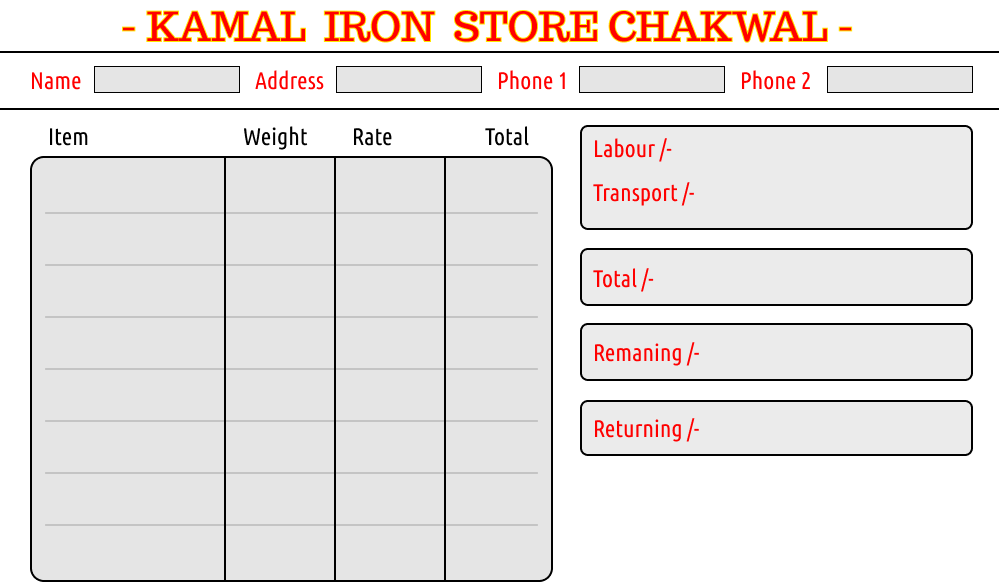 - KAMAL IRON STORE CHAKWAL -
Name Address Phone 1 Phone 2
Item Weight Rate Total
Labour /-
Transport /-
Total /-
Remaning /-
Returning /-